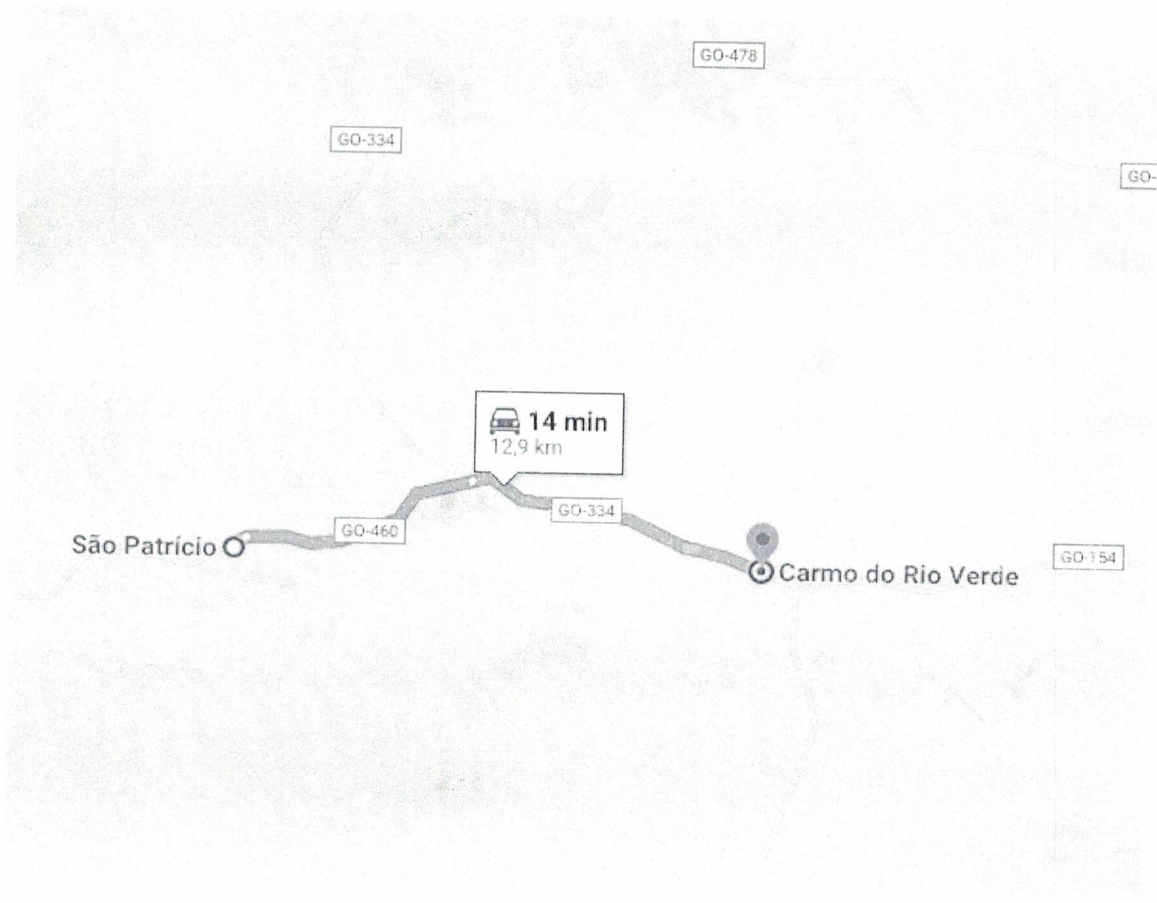 GO-478
GO-334
GO-
14 min
12,9 km
GO-334
GO-460
São Patrício
Carmo do Rio Verde
GO-154